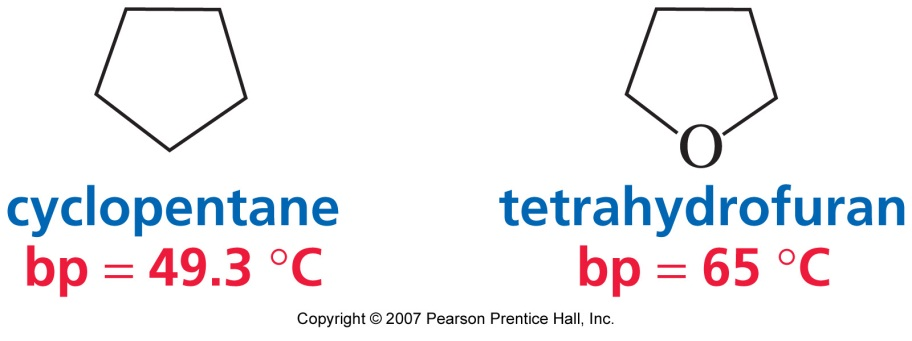 O
cyclopentane
bp = 49.3 °C
tetrahydrofuran
bp = 65 °C
Copyright © 2007 Pearson Prentice Hall, Inc.